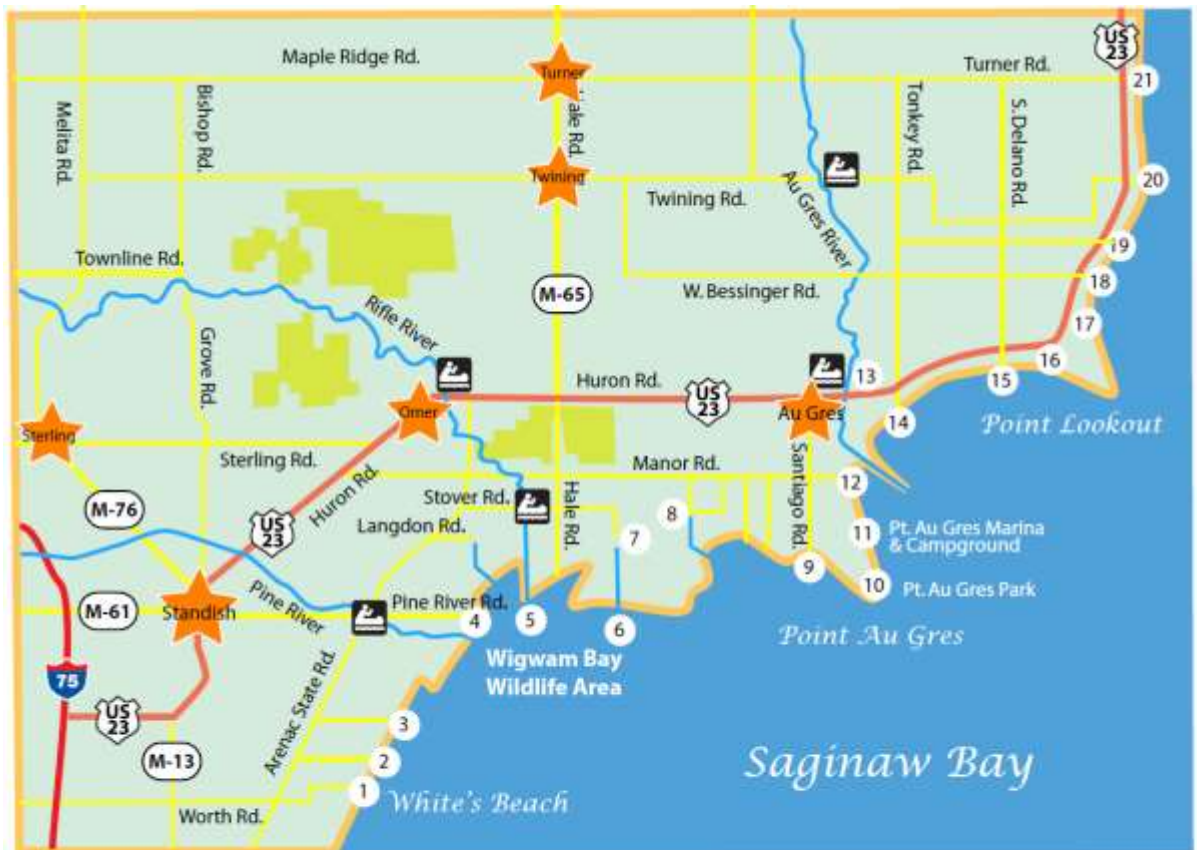 US
23
Maple Ridge Rd.
Turner
Turner Rd.
21
Melita Rd.
Bishop Rd.
Tonkey Rd.
S. Delano Rd.
Twining
Twining Rd.
20
Au Gres River
Townline Rd.
19
M-65
W. Bessinger Rd.
18
Rifle River
17
Grove Rd.
16
Huron Rd.
US
23
13
15
Omer
Au Gres
14
Point Lookout
Sterling
Sterling Rd.
Manor Rd.
Santiago Rd.
12
M-76
Huron Rd.
US
23
Stover Rd.
Hale Rd.
8
Langdon Rd.
7
11
Pt. Au Gres Marina
& Campground
9
10
Pt. Au Gres Park
M-61
Standish
Pine River
Pine River Rd.
4
5
6
Point Au Gres
Wigwam Bay
Wildlife Area
75
US
23
Arenac State Rd.
3
M-13
2
Saginaw Bay
1
White's Beach
Worth Rd.